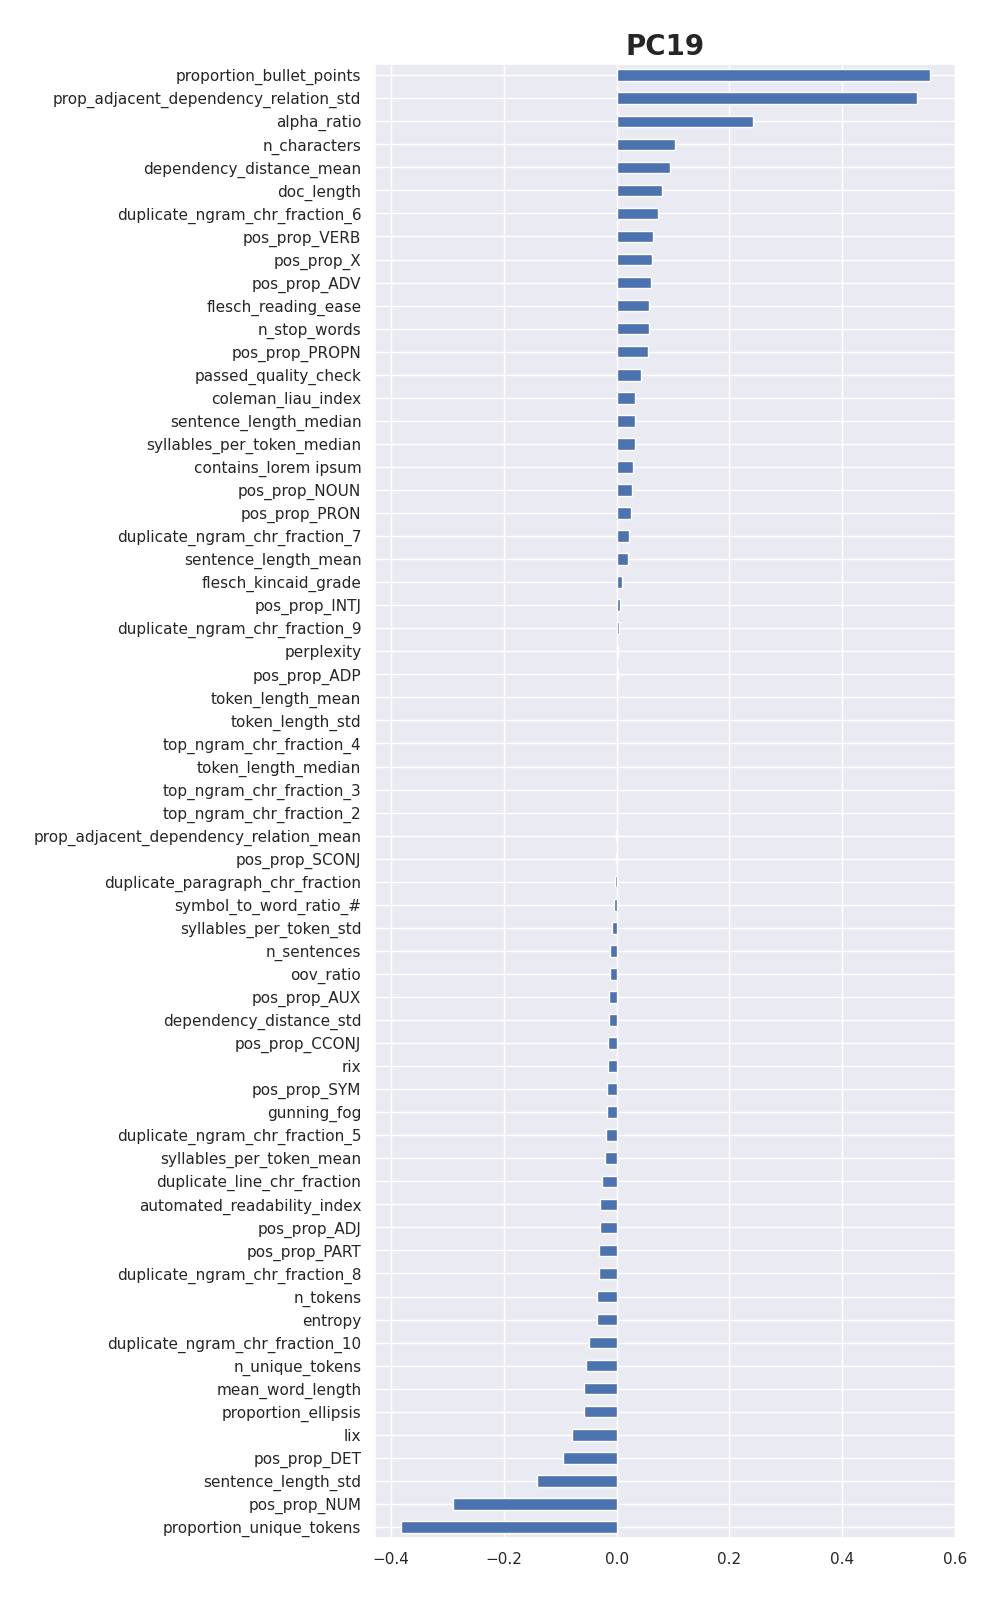 PC19
proportion_bullet_points
prop_adjacent_dependency_relation_std
alpha_ratio
n_characters
dependency_distance_mean
doc_length
duplicate_ngram_chr_fraction_6
pos_prop_VERB
pos_prop_X
pos_prop_ADV
flesch_reading_ease
n_stop_words
pos_prop_PROPN
passed_quality_check
coleman_liau_index
sentence_length_median
syllables_per_token_median
contains_lorem ipsum
pos_prop_NOUN
pos_prop_PRON
duplicate_ngram_chr_fraction_7
sentence_length_mean
flesch_kincaid_grade
pos_prop_INTJ
duplicate_ngram_chr_fraction_9
perplexity
pos_prop_ADP
token_length_mean
token_length_std
top_ngram_chr_fraction_4
token_length_median
top_ngram_chr_fraction_3
top_ngram_chr_fraction_2
prop_adjacent_dependency_relation_mean
pos_prop_SCONJ
duplicate_paragraph_chr_fraction
symbol_to_word_ratio_#
syllables_per_token_std
n_sentences
oov_ratio
pos_prop_AUX
dependency_distance_std
pos_prop_CCONJ
rix
pos_prop_SYM
gunning_fog
duplicate_ngram_chr_fraction_5
syllables_per_token_mean
duplicate_line_chr_fraction
automated_readability_index
pos_prop_ADJ
pos_prop_PART
duplicate_ngram_chr_fraction_8
n_tokens
entropy
duplicate_ngram_chr_fraction_10
n_unique_tokens
mean_word_length
proportion_ellipsis
lix
pos_prop_DET
sentence_length_std
pos_prop_NUM
proportion_unique_tokens
−0.4 −0.2 0.0 0.2 0.4 0.6